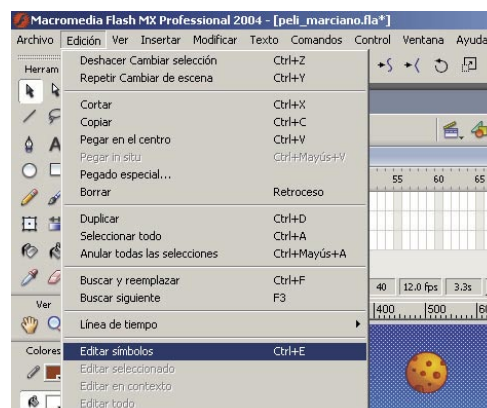 Macromedia Flash MX Professional 2004 - [peli_marciano.fla*]
Archivo Edición Ver Insertar Modificar Texto Comandos Control Ventana Ayuda
Herram
Deshacer Cambiar selección Ctrl+Z
Repetir Cambiar de escena Ctrl+Y
Cortar Ctrl+X
Copiar Ctrl+C
Pegar en el centro Ctrl+V
Pegar in situ Ctrl+Mayús+V
Pegado especial...
Borrar Retroceso
55 60 65
Duplicar Ctrl+D
Seleccionar todo Ctrl+A
Anular todas las selecciones Ctrl+Mayús+A
Buscar y reemplazar Ctrl+F
Buscar siguiente F3
40 12.0 fps 3.3s
Ver
400 500
Línea de tiempo
Colores
Editar símbolos Ctrl+E
Editar seleccionado
Editar en contexto
Editar todo